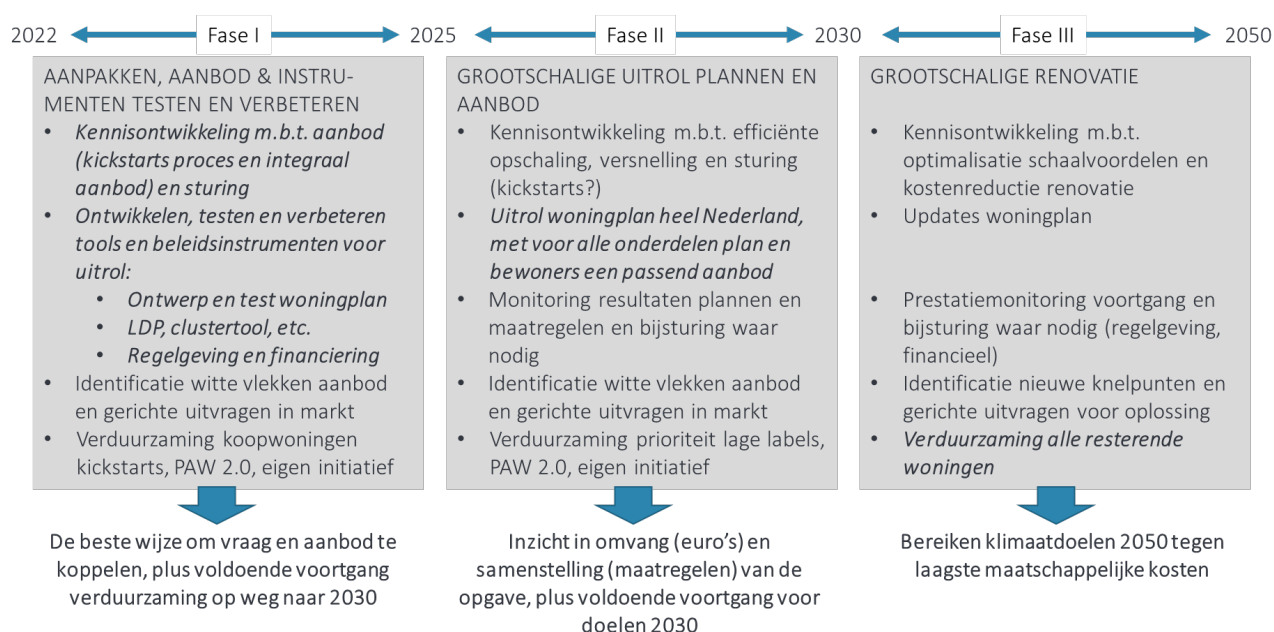 2022 Fase I 2025 Fase II 2030 Fase III 2050
AANPAKKEN, AANBOD & INSTRU-
MENTEN TESTEN EN VERBETEREN
• Kennisontwikkeling m.b.t. aanbod
(kickstarts proces en integraal
aanbod) en sturing
• Ontwikkelen, testen en verbeteren
tools en beleidsinstrumenten voor
uitrol:
• Ontwerp en test woningplan
• LDP, clustertool, etc.
• Regelgeving en financiering
• Identificatie witte vlekken aanbod
en gerichte uitvragen in markt
• Verduurzaming koopwoningen
kickstarts, PAW 2.0, eigen initiatief
De beste wijze om vraag en aanbod te
koppelen, plus voldoende voortgang
verduurzaming op weg naar 2030
GROOTSCHALIGE UITROL PLANNEN EN
AANBOD
• Kennisontwikkeling m.b.t. efficiënte
opschaling, versnelling en sturing
(kickstarts?)
• Uitrol woningplan heel Nederland,
met voor alle onderdelen plan en
bewoners een passend aanbod
• Monitoring resultaten plannen en
maatregelen en bijsturing waar
nodig
• Identificatie witte vlekken aanbod
en gerichte uitvragen in markt
• Verduurzaming prioriteit lage labels,
PAW 2.0, eigen initiatief
Inzicht in omvang (euro's) en
samenstelling (maatregelen) van de
opgave, plus voldoende voortgang voor
doelen 2030
GROOTSCHALIGE RENOVATIE
• Kennisontwikkeling m.b.t.
optimalisatie schaalvoordelen en
kostenreductie renovatie
• Updates woningplan
• Prestatiemonitoring voortgang en
bijsturing waar nodig (regelgeving,
financieel)
• Identificatie nieuwe knelpunten en
gerichte uitvragen voor oplossing
• Verduurzaming alle resterende
woningen
Bereiken klimaatdoelen 2050 tegen
laagste maatschappelijke kosten